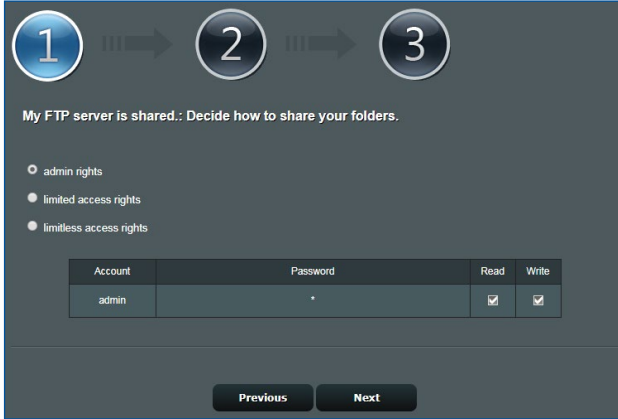 1 2 3
My FTP server is shared.: Decide how to share your folders.
admin rights
limited access rights
limitless access rights
Account Password Read Write
admin *
Previous Next